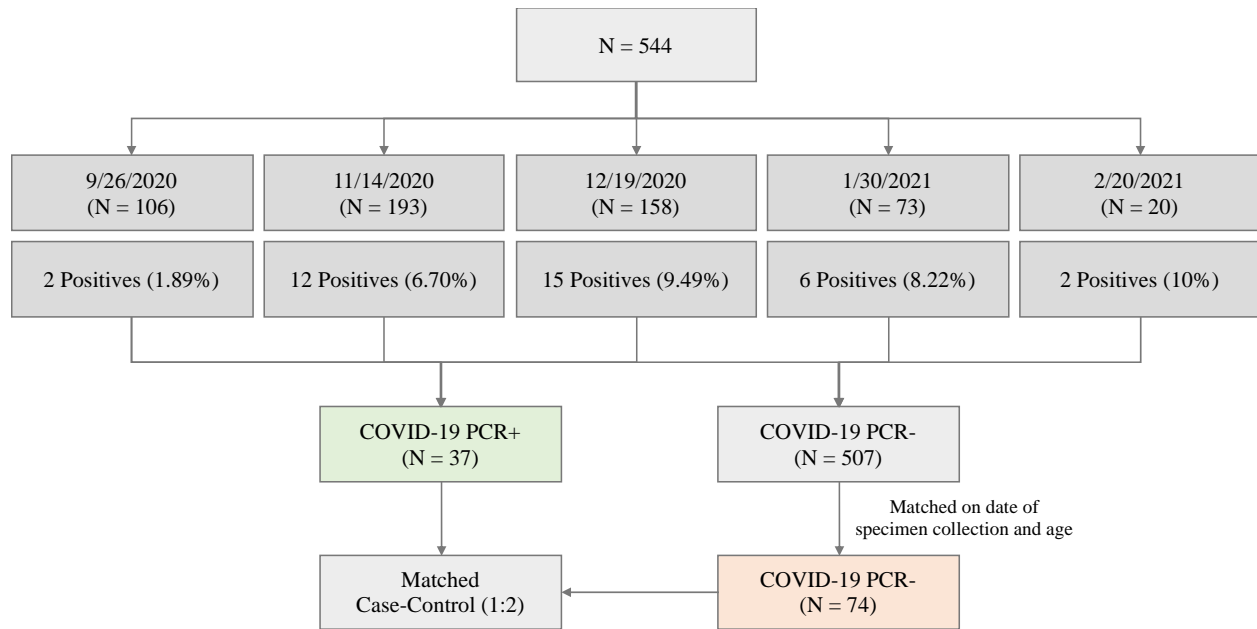 N = 544
9/26/2020
(N = 106)
11/14/2020
(N = 193)
12/19/2020
(N = 158)
1/30/2021
(N = 73)
2/20/2021
(N = 20)
2 Positives (1.89%)
12 Positives (6.70%)
15 Positives (9.49%)
6 Positives (8.22%)
2 Positives (10%)
COVID-19 PCR+
(N = 37)
COVID-19 PCR-
(N = 507)
Matched on date of
specimen collection and age
Matched
Case-Control (1:2)
COVID-19 PCR-
(N = 74)